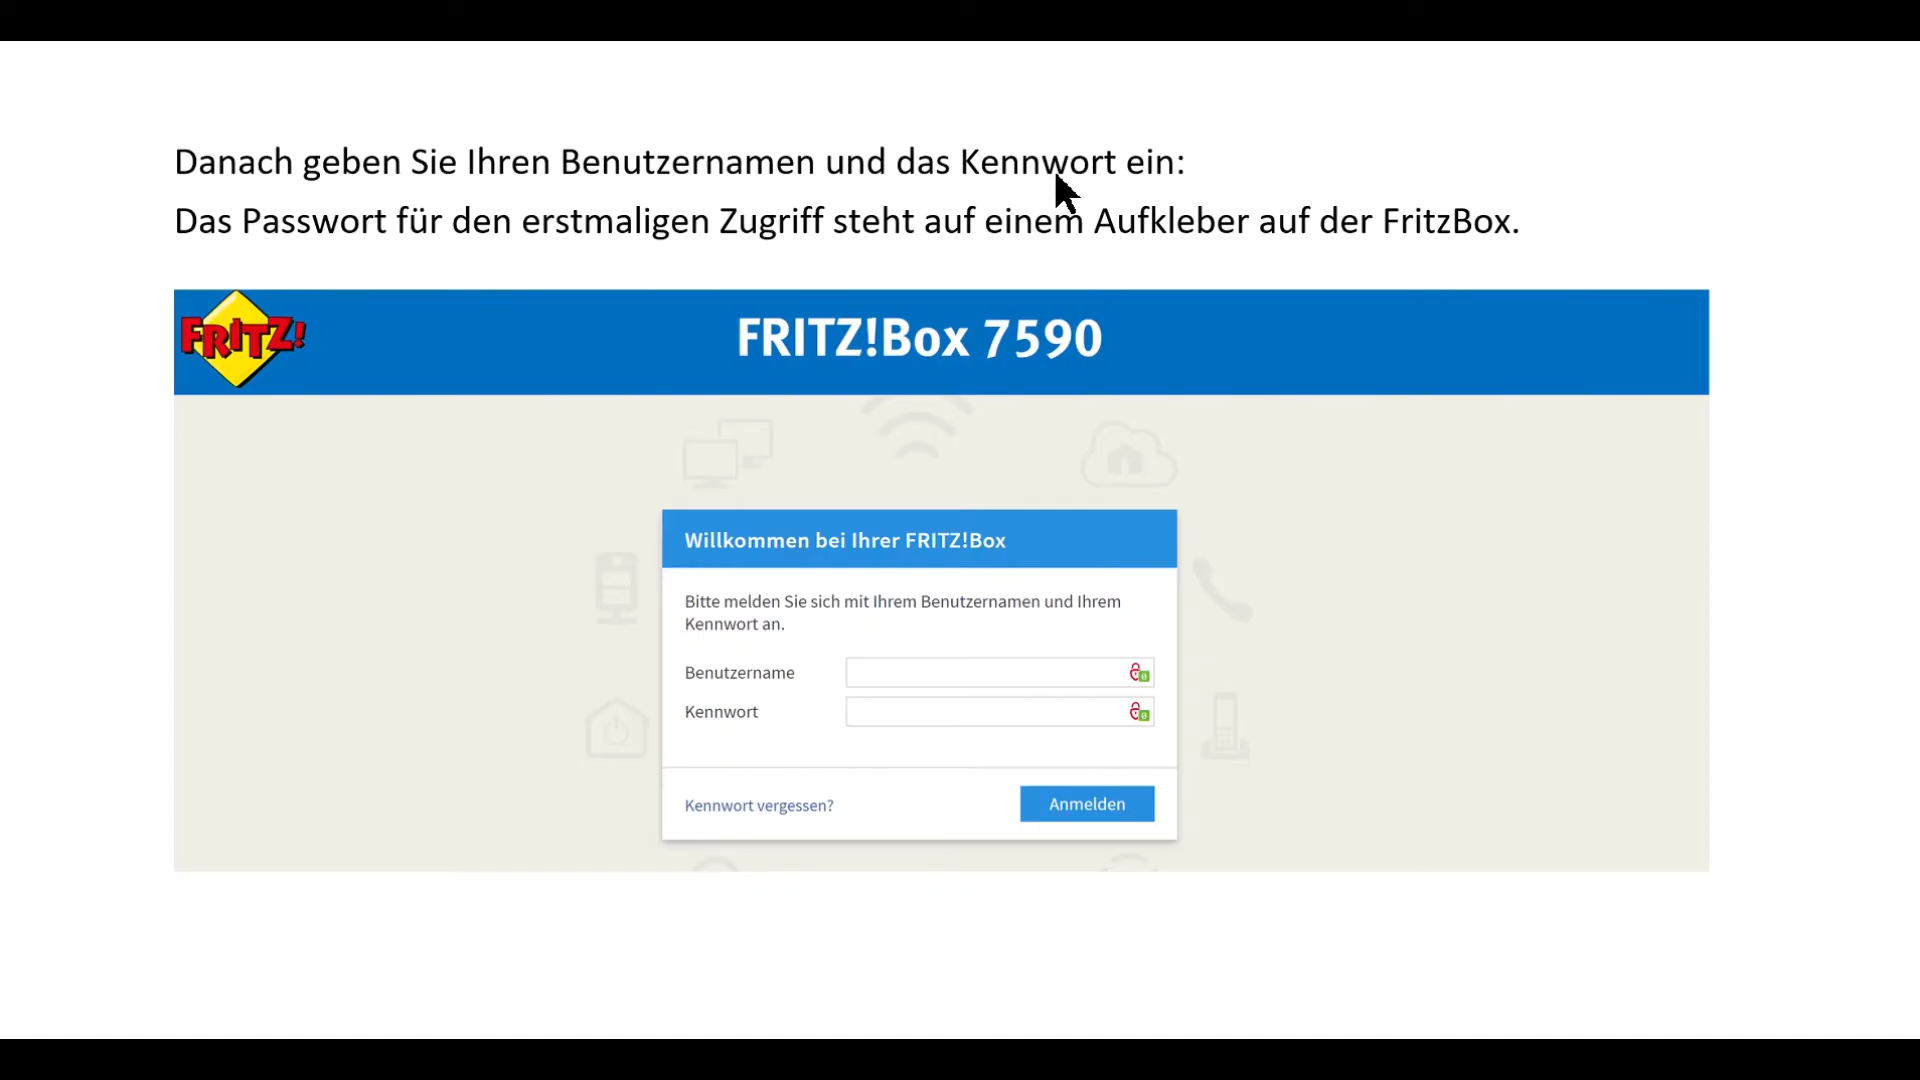 Danach geben Sie Ihren Benutzernamen und das Kennwort ein:
Das Passwort für den erstmaligen Zugriff steht auf einem Aufkleber auf der FritzBox.
FRITZ!
FRITZ!Box 7590
Willkommen bei Ihrer FRITZ!Box
Bitte melden Sie sich mit Ihrem Benutzernamen und Ihrem
Kennwort an.
Benutzername
Kennwort
Kennwort vergessen?
Anmelden